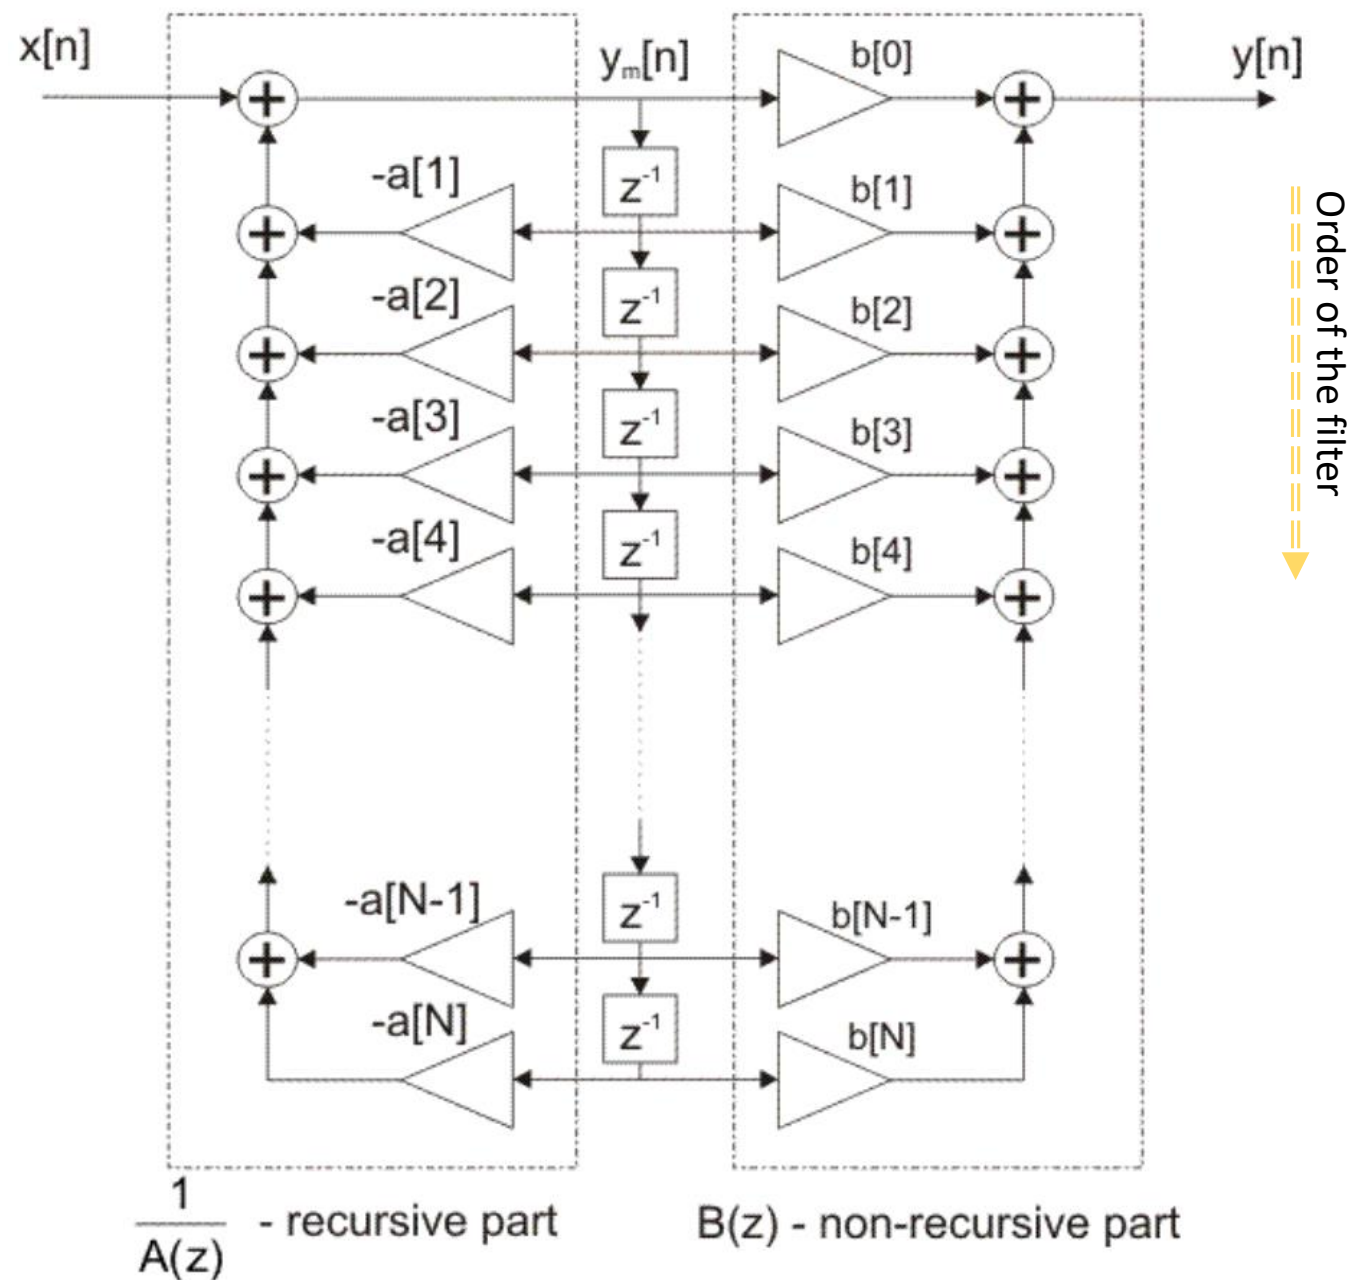 x[n]
yₘ[n]
b[0]
y[n]
z⁻¹
-a[1]
b[1]
z⁻¹
-a[2]
b[2]
z⁻¹
-a[3]
b[3]
z⁻¹
-a[4]
b[4]
z⁻¹
-a[N-1]
b[N-1]
z⁻¹
-a[N]
b[N]
Order of the filter
1
A(z)
- recursive part
B(z) - non-recursive part